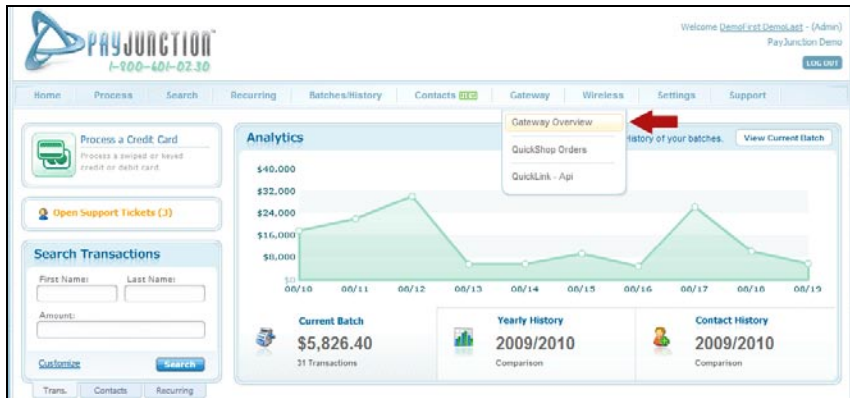 Welcome DemoFirst DemoLast - (Admin)
PAYJUNCTION
PayJunction Demo
1-800-601-0230
LOG OUT
Home Process Search Recurring Batches/History Contacts Gateway Wireless Settings Support
Gateway Overview
QuickShop Orders
QuickLink - Api
Process a Credit Card
Process a swiped or keyed
credit or debit card.
Open Support Tickets (3)
Search Transactions
First Name: Last Name:
Amount:
Customize Search
Trans. Contacts Recurring
Analytics
History of your batches. View Current Batch
$40,000
$32,000
$24,000
$16,000
$8,000
$0
08/10 08/11 08/12 08/13 08/14 08/15 08/16 08/17 08/18 08/19
Current Batch
$5,826.40
31 Transactions
Yearly History
2009/2010
Comparison
Contact History
2009/2010
Comparison